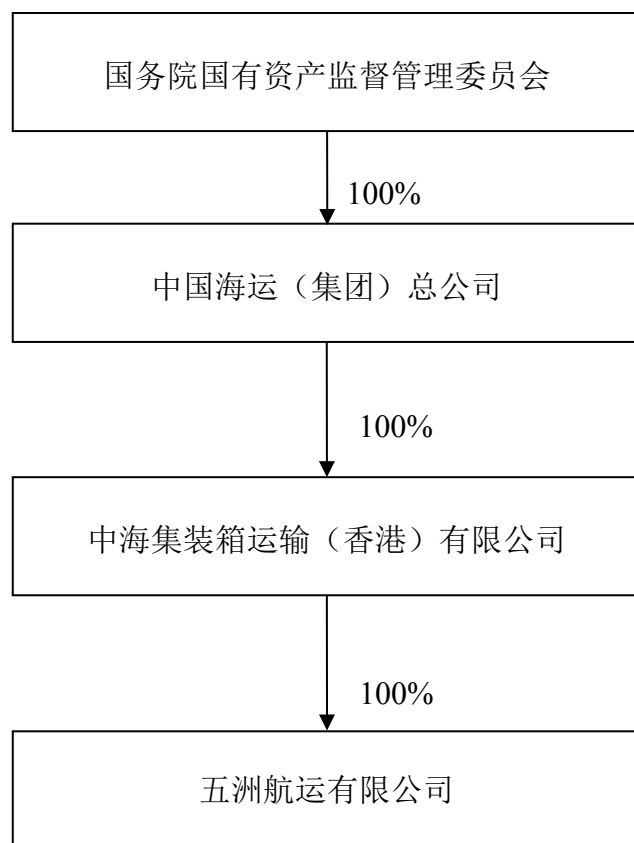 国务院国有资产监督管理委员会
100%
中国海运（集团）总公司
100%
中海集装箱运输（香港）有限公司
100%
五洲航运有限公司